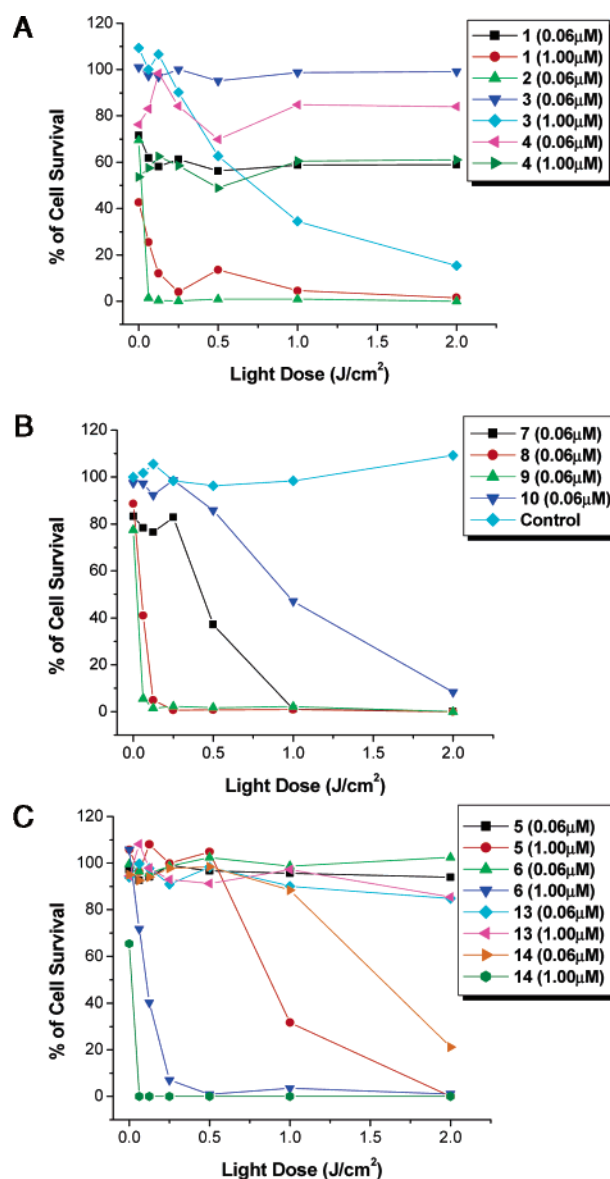 A
% of Cell Survival
120
100
80
60
40
20
0
0.0 0.5 1.0 1.5 2.0
Light Dose (J/cm²)
1 (0.06μM)
1 (1.00μM)
2 (0.06μM)
3 (0.06μM)
3 (1.00μM)
4 (0.06μM)
4 (1.00μM)
B
% of Cell Survival
120
100
80
60
40
20
0
0.0 0.5 1.0 1.5 2.0
Light Dose (J/cm²)
7 (0.06μM)
8 (0.06μM)
9 (0.06μM)
10 (0.06μM)
Control
C
% of Cell Survival
120
100
80
60
40
20
0
0.0 0.5 1.0 1.5 2.0
Light Dose (J/cm²)
5 (0.06μM)
5 (1.00μM)
6 (0.06μM)
6 (1.00μM)
13 (0.06μM)
13 (1.00μM)
14 (0.06μM)
14 (1.00μM)